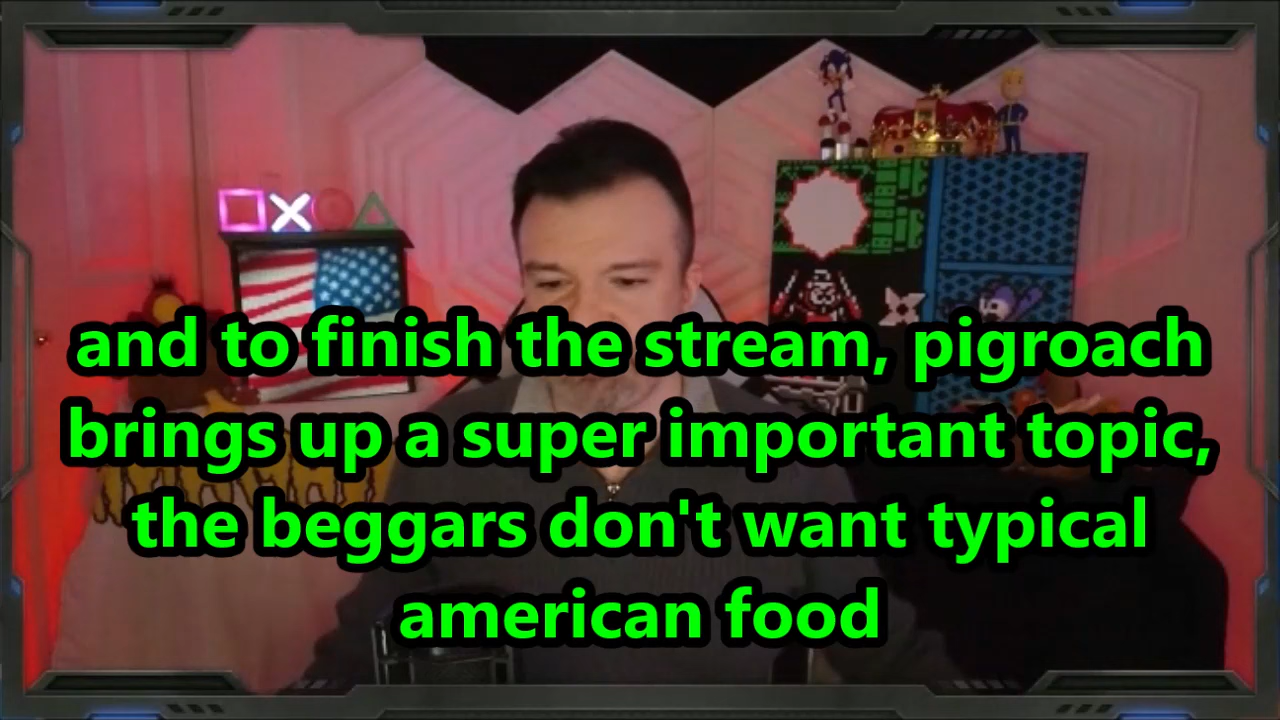 and to finish the stream, pigroach
brings up a super important topic,
the beggars don't want typical
american food